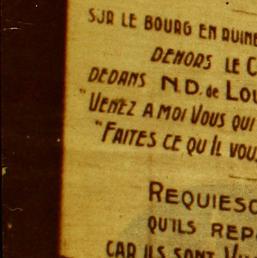 SUR LE BOURG EN RUINE
DEHORS LE
DEDANS N.D. de LOU
"VENEZ A MOI VOUS QUI
"FAITES CE QU'IL VOUS
REQUIESC
QU'ILS REP
CAR ILS SONT